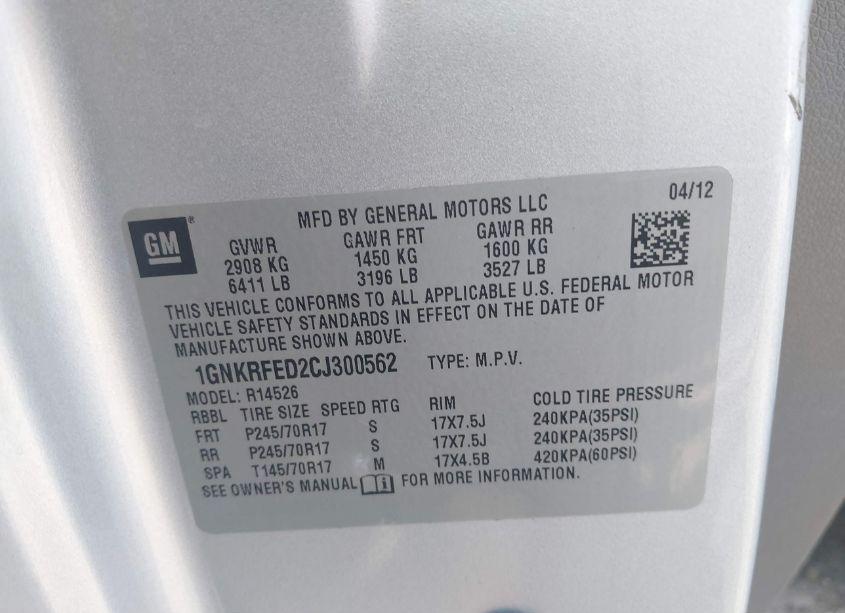 04/12
GM®
MFD BY GENERAL MOTORS LLC
GVWR GAWR FRT GAWR RR
2908 KG 1450 KG 1600 KG
6411 LB 3196 LB 3527 LB
THIS VEHICLE CONFORMS TO ALL APPLICABLE U.S. FEDERAL MOTOR
VEHICLE SAFETY STANDARDS IN EFFECT ON THE DATE OF
MANUFACTURE SHOWN ABOVE.
1GNKRFED2CJ300562 TYPE: M.P.V.
MODEL: R14526
RBBL TIRE SIZE SPEED RTG RIM COLD TIRE PRESSURE
FRT P245/70R17 S 17X7.5J 240KPA(35PSI)
RR P245/70R17 S 17X7.5J 240KPA(35PSI)
SPA T145/70R17 M 17X4.5B 420KPA(60PSI)
SEE OWNER'S MANUAL FOR MORE INFORMATION.